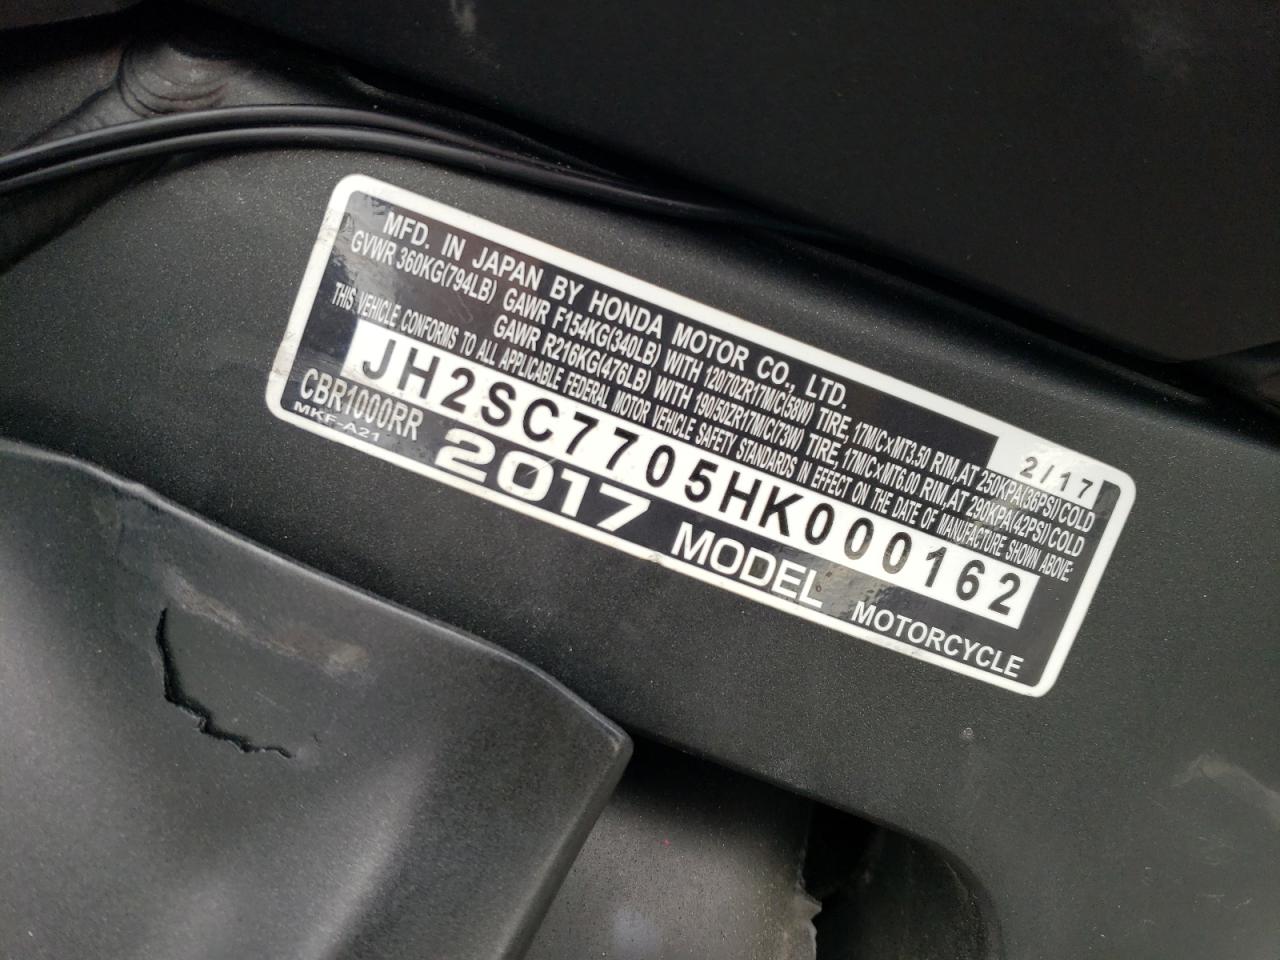 MFD. IN JAPAN BY HONDA MOTOR CO., LTD. 2/17
GVWR 360KG(794LB) GAWR F154KG(340LB) WITH 120/70ZR17M/C(58W) TIRE, 17M/C×MT3.50 RIM, AT 250KPA(36PSI)COLD
GAWR R216KG(476LB) WITH 190/50ZR17M/C(73W) TIRE, 17M/C×MT6.00 RIM, AT 290KPA(42PSI)COLD
THIS VEHICLE CONFORMS TO ALL APPLICABLE FEDERAL MOTOR VEHICLE SAFETY STANDARDS IN EFFECT ON THE DATE OF MANUFACTURE SHOWN ABOVE:
JH2SC7705HK000162
CBR1000RR 2017 MODEL MOTORCYCLE
MKF-A21